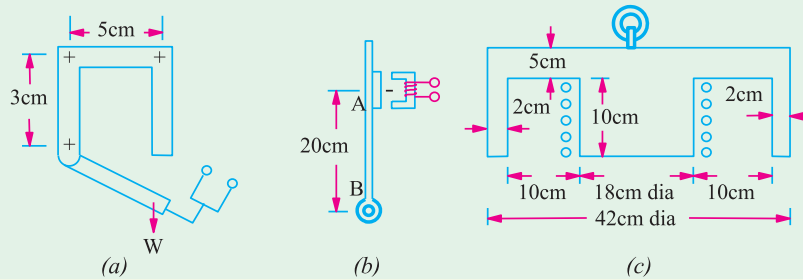 5cm
3cm
W
(a)
A
-
20cm
B
(b)
5cm
2cm
10cm
2cm
10cm
18cm dia
10cm
42cm dia
(c)